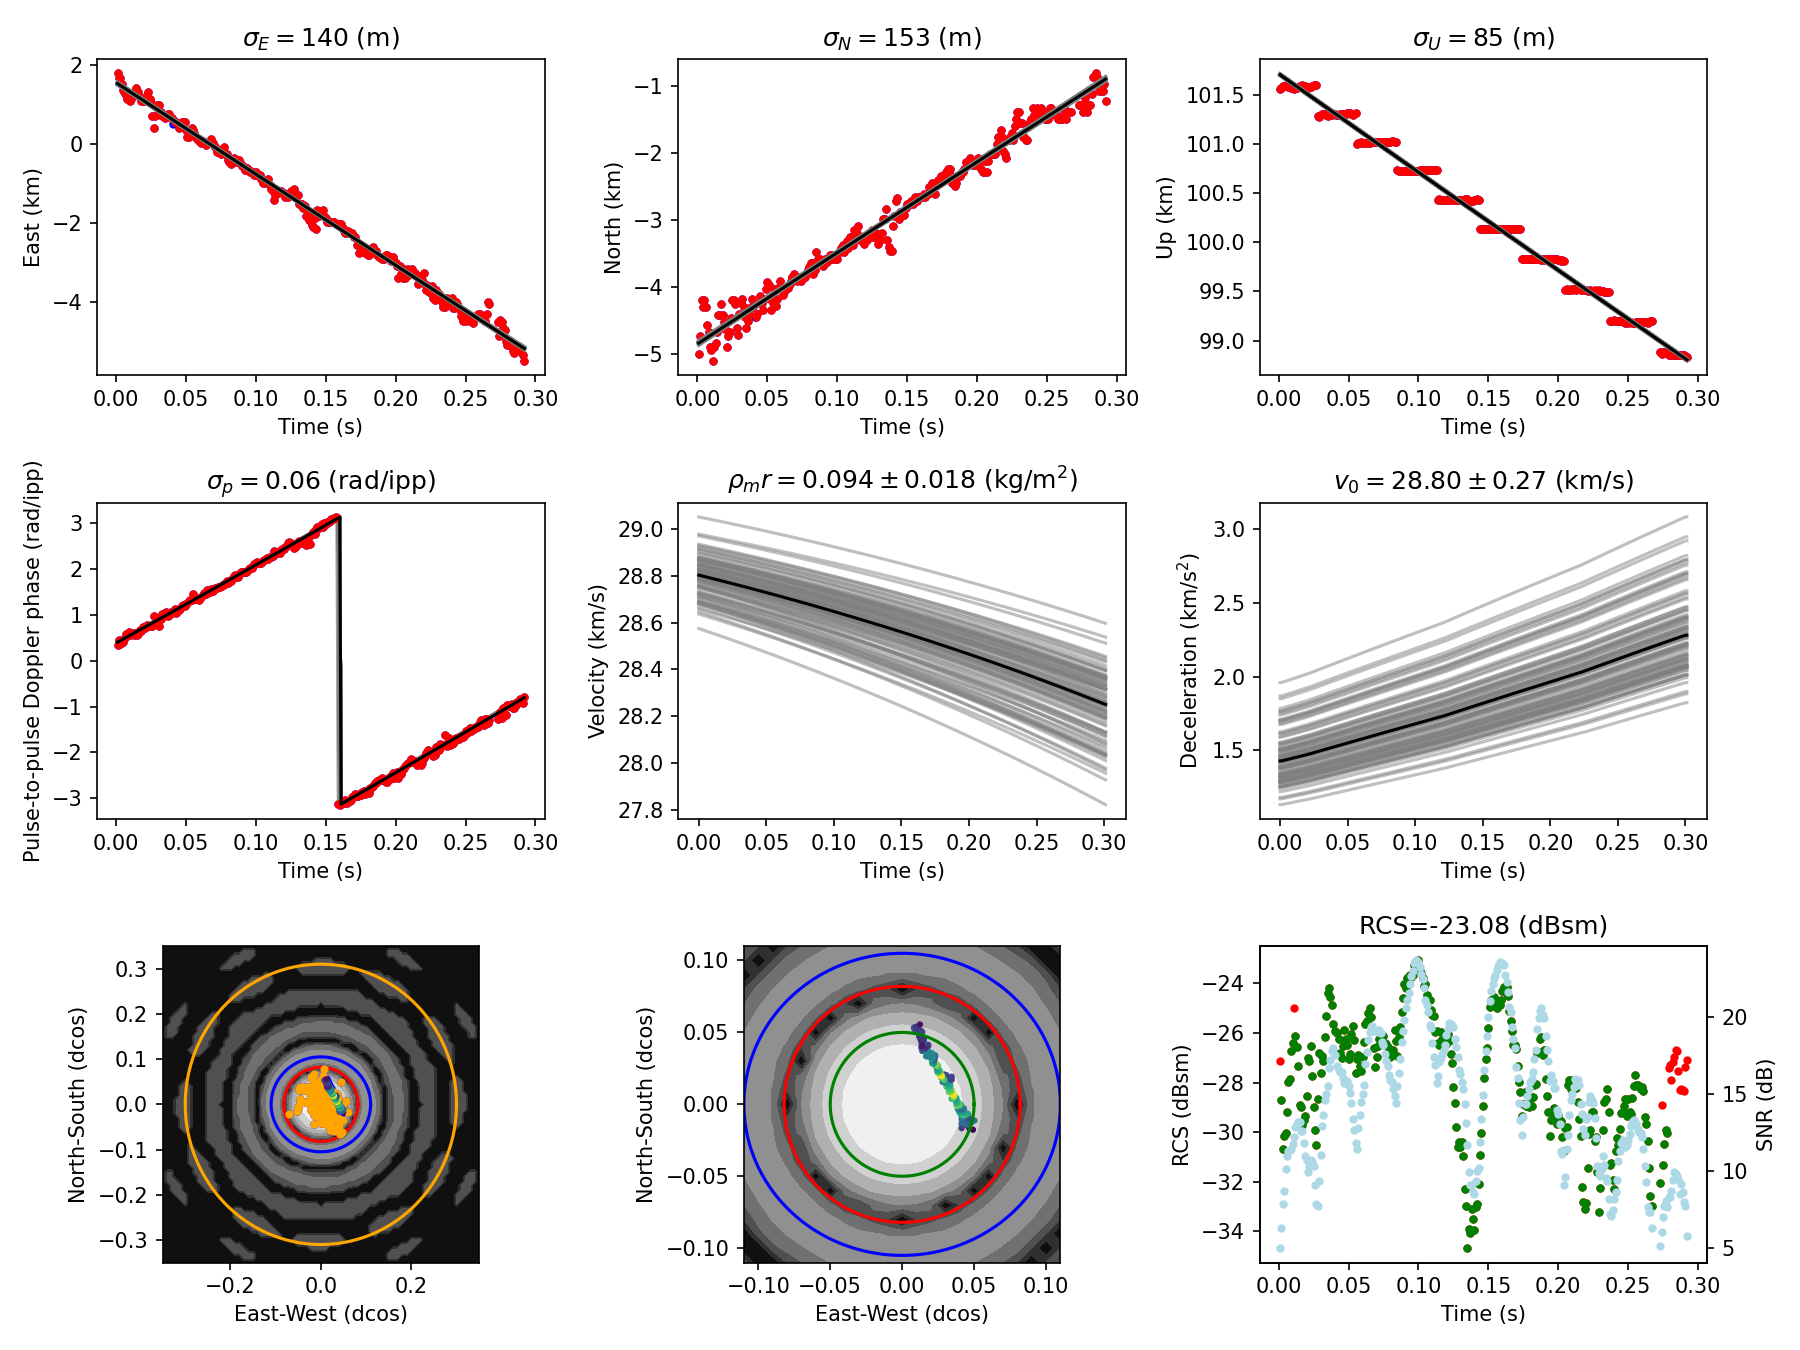 σ_E = 140 (m)
East (km)
2
0
−2
−4
0.00 0.05 0.10 0.15 0.20 0.25 0.30
Time (s)
σ_N = 153 (m)
North (km)
−1
−2
−3
−4
−5
0.00 0.05 0.10 0.15 0.20 0.25 0.30
Time (s)
σ_U = 85 (m)
Up (km)
101.5
101.0
100.5
100.0
99.5
99.0
0.00 0.05 0.10 0.15 0.20 0.25 0.30
Time (s)
σ_p = 0.06 (rad/ipp)
Pulse-to-pulse Doppler phase (rad/ipp)
3
2
1
0
−1
−2
−3
0.00 0.05 0.10 0.15 0.20 0.25 0.30
Time (s)
ρ_m r = 0.094 ± 0.018 (kg/m²)
Velocity (km/s)
29.0
28.8
28.6
28.4
28.2
28.0
27.8
0.00 0.05 0.10 0.15 0.20 0.25 0.30
Time (s)
v_0 = 28.80 ± 0.27 (km/s)
Deceleration (km/s²)
3.0
2.5
2.0
1.5
0.00 0.05 0.10 0.15 0.20 0.25 0.30
Time (s)
North-South (dcos)
0.3
0.2
0.1
0.0
−0.1
−0.2
−0.3
−0.2 0.0 0.2
East-West (dcos)
North-South (dcos)
0.10
0.05
0.00
−0.05
−0.10
−0.10 −0.05 0.00 0.05 0.10
East-West (dcos)
RCS=-23.08 (dBsm)
RCS (dBsm)
−24
−26
−28
−30
−32
−34
20
15
10
5
SNR (dB)
0.00 0.05 0.10 0.15 0.20 0.25 0.30
Time (s)